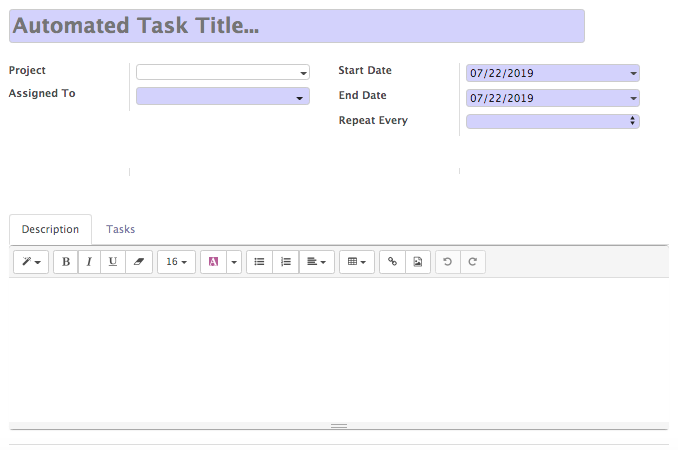 Automated Task Title...
Project
Assigned To
Start Date 07/22/2019
End Date 07/22/2019
Repeat Every
Description Tasks
B I U 16 A